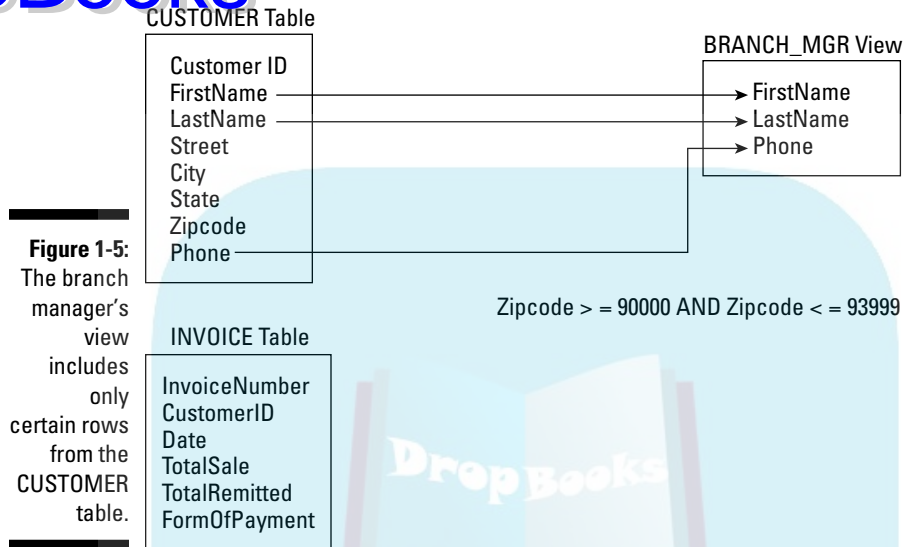 CUSTOMER Table
Customer ID
FirstName
LastName
Street
City
State
Zipcode
Phone
BRANCH_MGR View
FirstName
LastName
Phone
Zipcode > = 90000 AND Zipcode < = 93999
INVOICE Table
InvoiceNumber
CustomerID
Date
TotalSale
TotalRemitted
FormOfPayment
Figure 1-5:
The branch
manager's
view
includes
only
certain rows
from the
CUSTOMER
table.
DropBooks